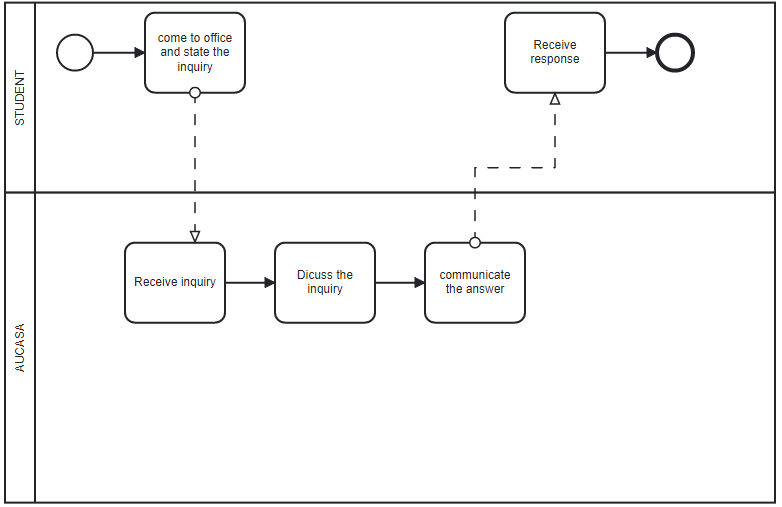 STUDENT
come to office
and state the
inquiry
Receive
response
AUCASA
Receive inquiry
Dicuss the
inquiry
communicate
the answer